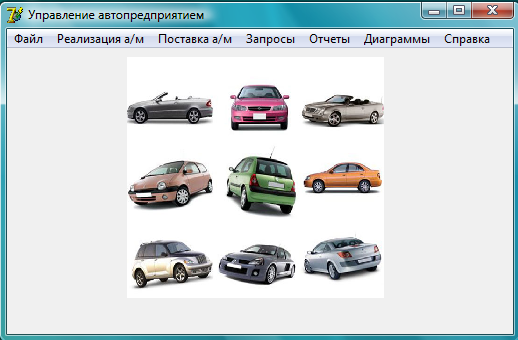 Управление автопредприятием
Файл Реализация а/м Поставка а/м Запросы Отчеты Диаграммы Справка